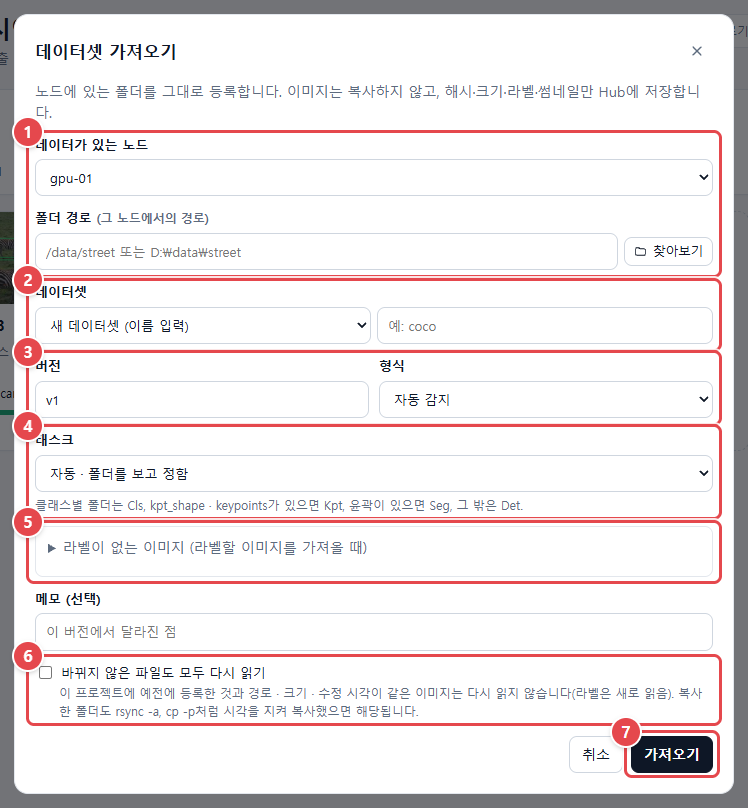 데이터셋 가져오기
×
노드에 있는 폴더를 그대로 등록합니다. 이미지는 복사하지 않고, 해시·크기·라벨·썸네일만 Hub에 저장합니
다.
1
데이터가 있는 노드
gpu-01
폴더 경로 (그 노드에서의 경로)
/data/street 또는 D:₩data₩street
찾아보기
2
데이터셋
새 데이터셋 (이름 입력)
예: coco
3
버전
형식
v1
자동 감지
4
태스크
자동 · 폴더를 보고 정함
클래스별 폴더는 Cls, kpt_shape · keypoints가 있으면 Kpt, 윤곽이 있으면 Seg, 그 밖은 Det.
5
▶ 라벨이 없는 이미지 (라벨할 이미지를 가져올 때)
메모 (선택)
이 버전에서 달라진 점
6
바뀌지 않은 파일도 모두 다시 읽기
이 프로젝트에 예전에 등록한 것과 경로 · 크기 · 수정 시각이 같은 이미지는 다시 읽지 않습니다(라벨은 새로 읽음). 복사
한 폴더도 rsync -a, cp -p처럼 시각을 지켜 복사했으면 해당됩니다.
7
취소
가져오기